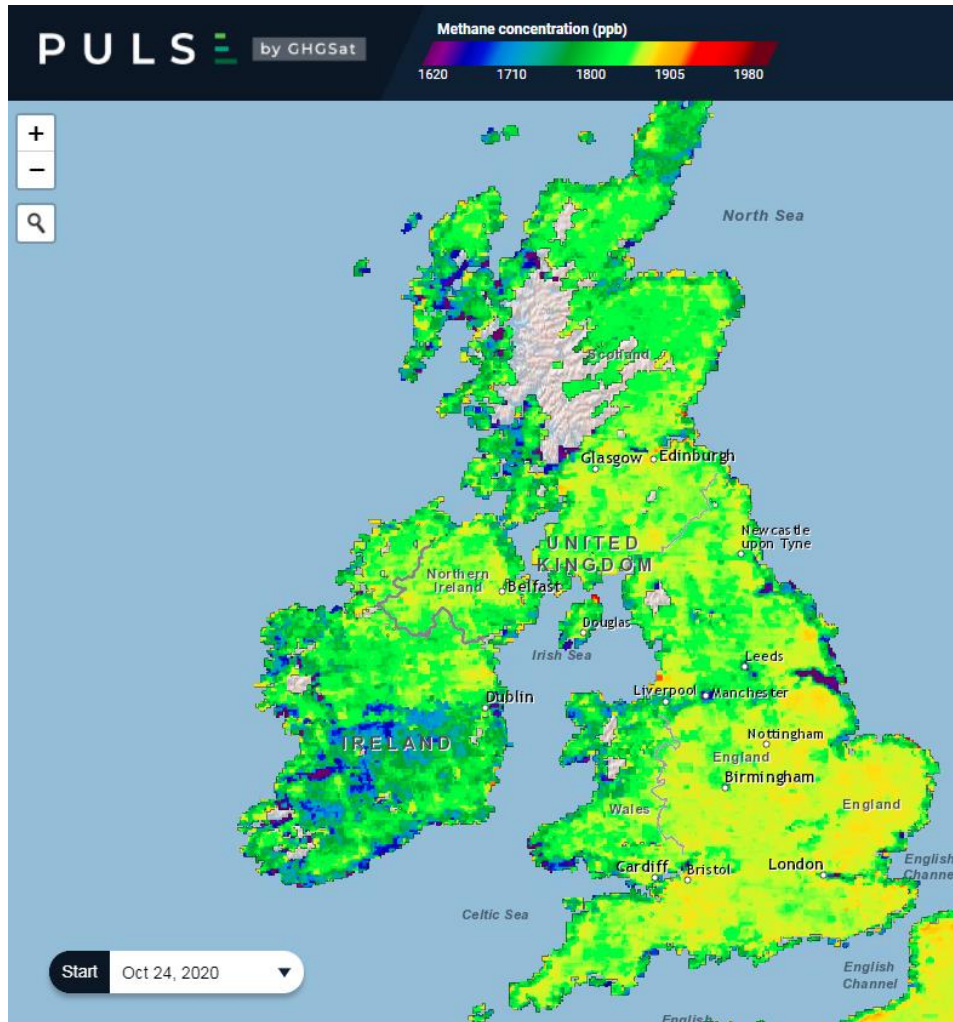 PULSE by GHGSat
Methane concentration (ppb)
1620 1710 1800 1905 1980
+
−
North Sea
Scotland
Glasgow Edinburgh
UNITED
KINGDOM
Newcastle
upon Tyne
Northern
Ireland
Belfast
Douglas
Irish Sea
Leeds
Dublin
Liverpool Manchester
IRELAND
Nottingham
England
Birmingham
Wales
England
Cardiff Bristol London
English
Channel
Celtic Sea
Start Oct 24, 2020 ▼
English
Channel
English